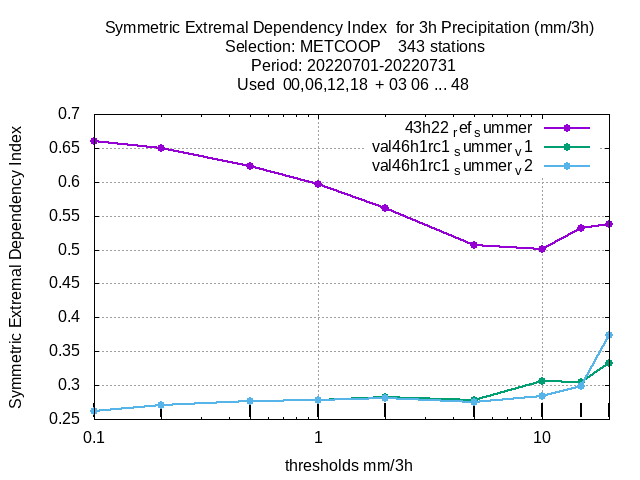 Symmetric Extremal Dependency Index  for 3h Precipitation (mm/3h)
Selection: METCOOP    343 stations
Period: 20220701-20220731
Used  00,06,12,18  + 03 06 ... 48
Symmetric Extremal Dependency Index
0.7
0.65
0.6
0.55
0.5
0.45
0.4
0.35
0.3
0.25
43h22 ref summer
val46h1rc1 summer v1
val46h1rc1 summer v2
0.1 1 10
thresholds mm/3h